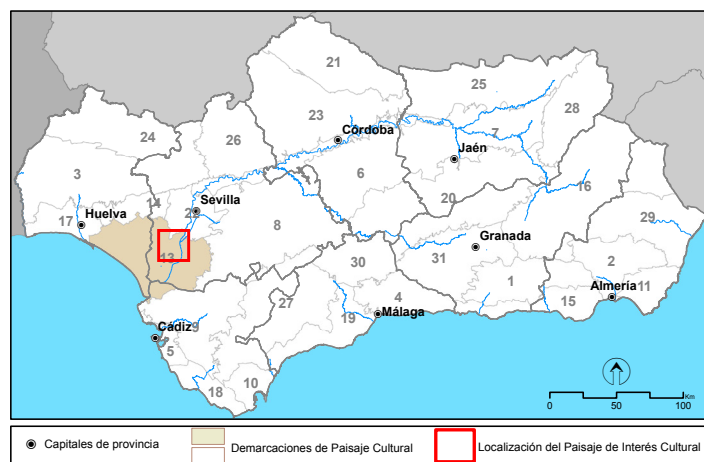 21
25
23
28
24
26
Córdoba
7
Jaén
3
6
20
16
14
Sevilla
22
17
Huelva
8
29
Granada
31
13
30
2
1
Almería
11
27
4
15
Málaga
19
9
Cádiz
5
10
18
Km
0 50 100
Capitales de provincia
Demarcaciones de Paisaje Cultural
Localización del Paisaje de Interés Cultural